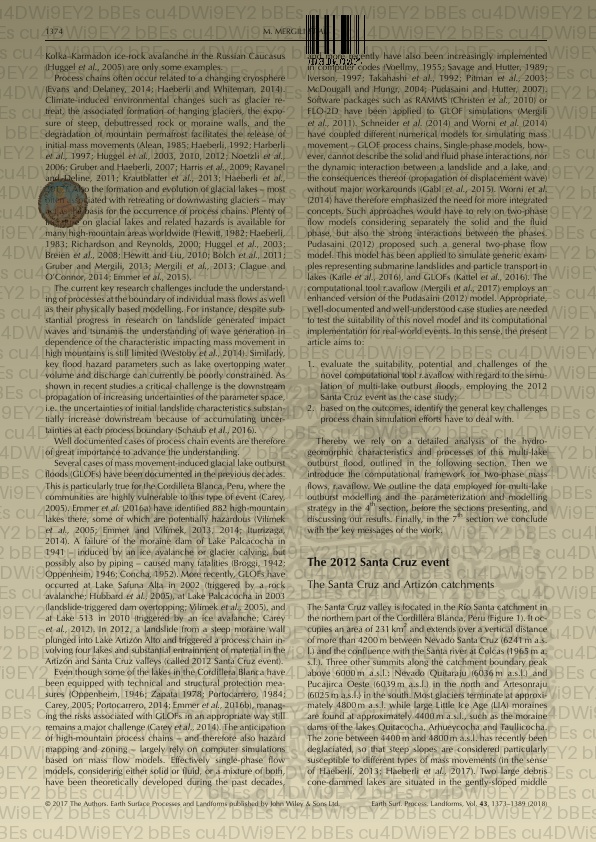 1374
M. MERGILI
Kolka–Karmadon ice-rock avalanche in the Russian Caucasus
(Huggel et al., 2005) are only some examples.
Process chains often occur related to a changing cryosphere
(Evans and Delaney, 2014; Haeberli and Whiteman, 2014).
Climate-induced environmental changes such as glacier re-
treat, the associated formation of hanging glaciers, the expo-
sure of steep, debuttressed rock or moraine walls, and the
degradation of mountain permafrost facilitates the release of
initial mass movements (Alean, 1985; Haeberli, 1992; Harberli
et al., 1997; Huggel et al., 2003, 2010, 2012; Noetzli et al.,
2006; Gruber and Haeberli, 2007; Harris et al., 2009; Ravanel
and Deline, 2011; Krautblatter et al., 2013; Haeberli et al.,
to the formation and evolution of glacial lakes – most
ated with retreating or downwasting glaciers – may
basis for the occurrence of process chains. Plenty of
on glacial lakes and related hazards is available for
many high-mountain areas worldwide (Hewitt, 1982; Haeberli,
1983; Richardson and Reynolds, 2000; Huggel et al., 2003;
Breien et al., 2008; Hewitt and Liu, 2010; Bolch et al., 2011;
Gruber and Mergili, 2013; Mergili et al., 2013; Clague and
O'Connor, 2014; Emmer et al., 2015).
The current key research challenges include the understand-
ing of processes at the boundary of individual mass flows as well
as their physically based modelling. For instance, despite sub-
stantial progress in research on landslide generated impact
waves and tsunamis the understanding of wave generation in
dependence of the characteristic impacting mass movement in
high mountains is still limited (Westoby et al., 2014). Similarly,
key flood hazard parameters such as lake overtopping water
volume and discharge can currently be poorly constrained. As
shown in recent studies a critical challenge is the downstream
propagation of increasing uncertainties of the parameter space,
i.e. the uncertainties of initial landslide characteristics substan-
tially increase downstream because of accumulating uncer-
tainties at each process boundary (Schaub et al., 2016).
Well documented cases of process chain events are therefore
of great importance to advance the understanding.
Several cases of mass movement-induced glacial lake outburst
floods (GLOFs) have been documented in the previous decades.
This is particularly true for the Cordillera Blanca, Peru, where the
communities are highly vulnerable to this type of event (Carey,
2005). Emmer et al. (2016a) have identified 882 high-mountain
lakes there, some of which are potentially hazardous (Vilímek
et al., 2005; Emmer and Vilímek, 2013, 2014; Iturrizaga,
2014). A failure of the moraine dam of Lake Palcacocha in
1941 – induced by an ice avalanche or glacier calving, but
possibly also by piping – caused many fatalities (Broggi, 1942;
Oppenheim, 1946; Concha, 1952). More recently, GLOFs have
occurred at Lake Safuna Alta in 2002 (triggered by a rock
avalanche; Hubbard et al., 2005), at Lake Palcacocha in 2003
(landslide-triggered dam overtopping; Vilímek et al., 2005), and
at Lake 513 in 2010 (triggered by an ice avalanche; Carey
et al., 2012). In 2012, a landslide from a steep moraine wall
plunged into Lake Artizón Alto and triggered a process chain in-
volving four lakes and substantial entrainment of material in the
Artizón and Santa Cruz valleys (called 2012 Santa Cruz event).
Even though some of the lakes in the Cordillera Blanca have
been equipped with technical and structural protection mea-
sures (Oppenheim, 1946; Zapata 1978; Portocarrero, 1984;
Carey, 2005; Portocarrero, 2014; Emmer et al., 2016b), manag-
ing the risks associated with GLOFs in an appropriate way still
remains a major challenge (Carey et al., 2014). The anticipation
of high-mountain process chains – and therefore also hazard
mapping and zoning – largely rely on computer simulations
based on mass flow models. Effectively single-phase flow
models, considering either solid or fluid, or a mixture of both,
have been theoretically developed during the past decades,
and more recently have also been increasingly implemented
in computer codes (Voellmy, 1955; Savage and Hutter, 1989;
Iverson, 1997; Takahashi et al., 1992; Pitman et al., 2003;
McDougall and Hungr, 2004; Pudasaini and Hutter, 2007).
Software packages such as RAMMS (Christen et al., 2010) or
FLO-2D have been applied to GLOF simulations (Mergili
et al., 2011). Schneider et al. (2014) and Worni et al. (2014)
have coupled different numerical models for simulating mass
movement – GLOF process chains. Single-phase models, how-
ever, cannot describe the solid and fluid phase interactions, nor
the dynamic interaction between a landslide and a lake, and
the consequences thereof (propagation of displacement wave)
without major workarounds (Gabl et al., 2015). Worni et al.
(2014) have therefore emphasized the need for more integrated
concepts. Such approaches would have to rely on two-phase
flow models considering separately the solid and the fluid
phase, but also the strong interactions between the phases.
Pudasaini (2012) proposed such a general two-phase flow
model. This model has been applied to simulate generic exam-
ples representing submarine landslides and particle transport in
lakes (Kafle et al., 2016), and GLOFs (Kattel et al., 2016). The
computational tool r.avaflow (Mergili et al., 2017) employs an
enhanced version of the Pudasaini (2012) model. Appropriate,
well-documented and well-understood case studies are needed
to test the suitability of this novel model and its computational
implementation for real-world events. In this sense, the present
article aims to:
1. evaluate the suitability, potential and challenges of the
novel computational tool r.avaflow with regard to the simu-
lation of multi-lake outburst floods, employing the 2012
Santa Cruz event as the case study;
2. based on the outcomes, identify the general key challenges
process chain simulation efforts have to deal with.
Thereby we rely on a detailed analysis of the hydro-
geomorphic characteristics and processes of this multi-lake
outburst flood, outlined in the following section. Then we
introduce the computational framework for two-phase mass
flows, r.avaflow. We outline the data employed for multi-lake
outburst modelling and the parameterization and modelling
strategy in the 4th section, before the sections presenting, and
discussing our results. Finally, in the 7th section we conclude
with the key messages of the work.
The 2012 Santa Cruz event
The Santa Cruz and Artizón catchments
The Santa Cruz valley is located in the Río Santa catchment in
the northern part of the Cordillera Blanca, Peru (Figure 1). It oc-
cupies an area of 231 km² and extends over a vertical distance
of more than 4200 m between Nevado Santa Cruz (6241 m a.s.
l.) and the confluence with the Santa river at Colcas (1965 m a.
s.l.). Three other summits along the catchment boundary peak
above 6000 m a.s.l.: Nevado Quitaraju (6036 m a.s.l.) and
Pucajirca Oeste (6039 m a.s.l.) in the north and Artesonraju
(6025 m a.s.l.) in the south. Most glaciers terminate at approxi-
mately 4800 m a.s.l. while large Little Ice Age (LIA) moraines
are found at approximately 4400 m a.s.l., such as the moraine
dams of the lakes Quitacocha, Arhueycocha and Taullicocha.
The zone between 4400 m and 4800 m a.s.l. has recently been
deglaciated, so that steep slopes are considered particularly
susceptible to different types of mass movements (in the sense
of Haeberli, 2013; Haeberli et al., 2017). Two large debris
cone-dammed lakes are situated in the gently-sloped middle
© 2017 The Authors. Earth Surface Processes and Landforms published by John Wiley & Sons Ltd.
Earth Surf. Process. Landforms, Vol. 43, 1373–1389 (2018)